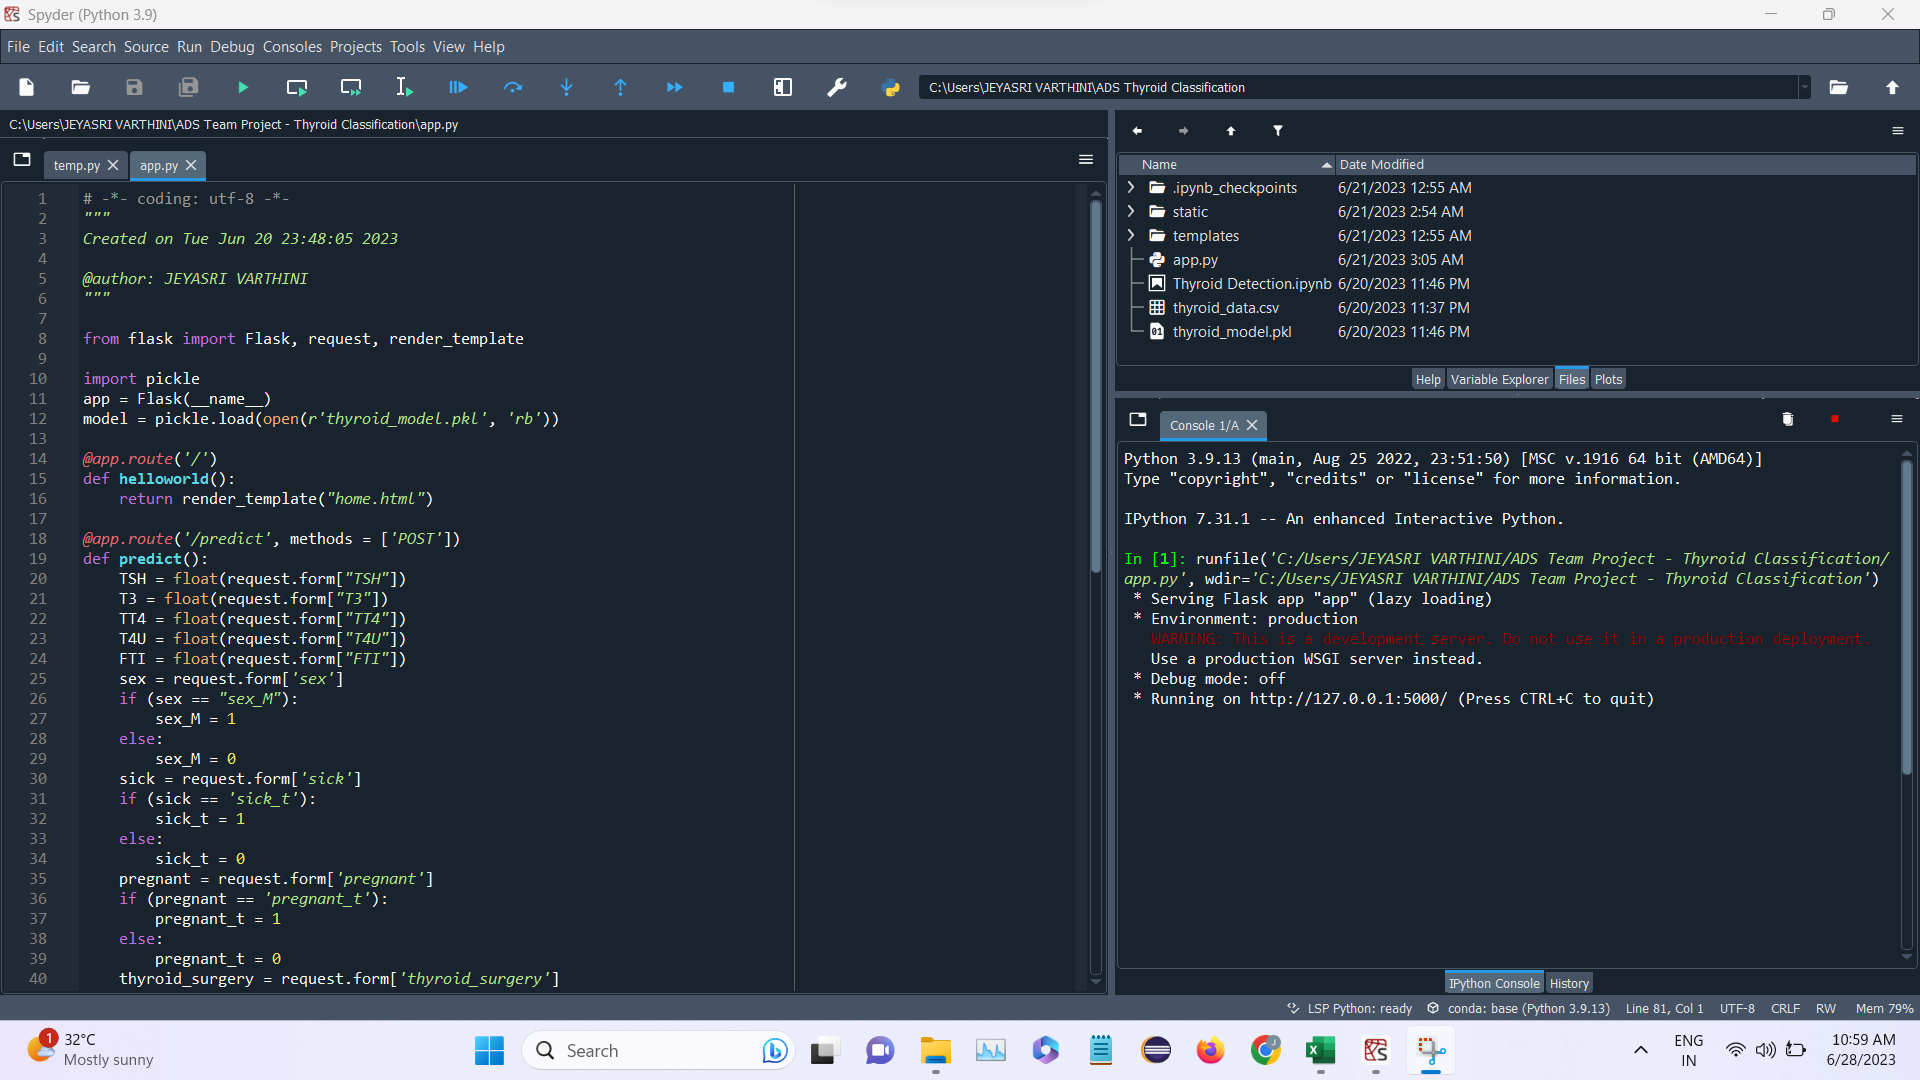 Spyder (Python 3.9)
File Edit Search Source Run Debug Consoles Projects Tools View Help
C:\Users\JEYASRI VARTHINI\ADS Thyroid Classification
C:\Users\JEYASRI VARTHINI\ADS Team Project - Thyroid Classification\app.py
temp.py
app.py
1 # -*- coding: utf-8 -*-
2 """
3 Created on Tue Jun 20 23:48:05 2023
4
5 @author: JEYASRI VARTHINI
6 """
7
8 from flask import Flask, request, render_template
9
10 import pickle
11 app = Flask(__name__)
12 model = pickle.load(open(r'thyroid_model.pkl', 'rb'))
13
14 @app.route('/')
15 def helloworld():
16     return render_template("home.html")
17
18 @app.route('/predict', methods = ['POST'])
19 def predict():
20     TSH = float(request.form["TSH"])
21     T3 = float(request.form["T3"])
22     TT4 = float(request.form["TT4"])
23     T4U = float(request.form["T4U"])
24     FTI = float(request.form["FTI"])
25     sex = request.form['sex']
26     if (sex == "sex_M"):
27         sex_M = 1
28     else:
29         sex_M = 0
30     sick = request.form['sick']
31     if (sick == 'sick_t'):
32         sick_t = 1
33     else:
34         sick_t = 0
35     pregnant = request.form['pregnant']
36     if (pregnant == 'pregnant_t'):
37         pregnant_t = 1
38     else:
39         pregnant_t = 0
40     thyroid_surgery = request.form['thyroid_surgery']
Name Date Modified
.ipynb_checkpoints 6/21/2023 12:55 AM
static 6/21/2023 2:54 AM
templates 6/21/2023 12:55 AM
app.py 6/21/2023 3:05 AM
Thyroid Detection.ipynb 6/20/2023 11:46 PM
thyroid_data.csv 6/20/2023 11:37 PM
thyroid_model.pkl 6/20/2023 11:46 PM
Help Variable Explorer Files Plots
Console 1/A
Python 3.9.13 (main, Aug 25 2022, 23:51:50) [MSC v.1916 64 bit (AMD64)]
Type "copyright", "credits" or "license" for more information.
IPython 7.31.1 -- An enhanced Interactive Python.
In [1]: runfile('C:/Users/JEYASRI VARTHINI/ADS Team Project - Thyroid Classification/
app.py', wdir='C:/Users/JEYASRI VARTHINI/ADS Team Project - Thyroid Classification')
* Serving Flask app "app" (lazy loading)
* Environment: production
WARNING: This is a development server. Do not use it in a production deployment.
Use a production WSGI server instead.
* Debug mode: off
* Running on http://127.0.0.1:5000/ (Press CTRL+C to quit)
IPython Console History
LSP Python: ready conda: base (Python 3.9.13) Line 81, Col 1 UTF-8 CRLF RW Mem 79%
1
32°C
Mostly sunny
Search
ENG
IN
10:59 AM
6/28/2023